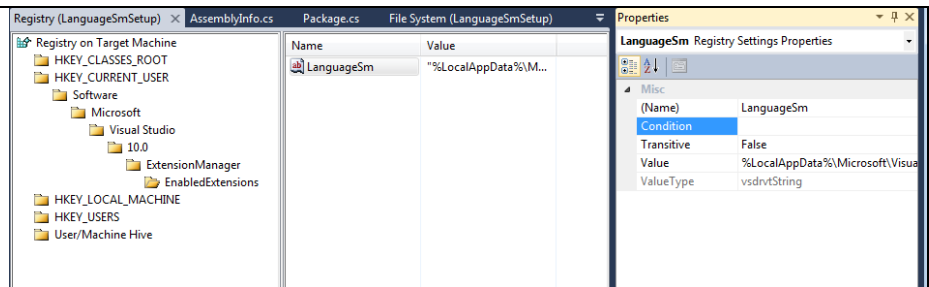 Registry (LanguageSmSetup) × AssemblyInfo.cs Package.cs File System (LanguageSmSetup)
Registry on Target Machine
HKEY_CLASSES_ROOT
HKEY_CURRENT_USER
Software
Microsoft
Visual Studio
10.0
ExtensionManager
EnabledExtensions
HKEY_LOCAL_MACHINE
HKEY_USERS
User/Machine Hive
Name Value
ab LanguageSm "%LocalAppData%\M...
Properties
LanguageSm Registry Settings Properties
Misc
(Name) LanguageSm
Condition
Transitive False
Value %LocalAppData%\Microsoft\Visua
ValueType vsdrvtString